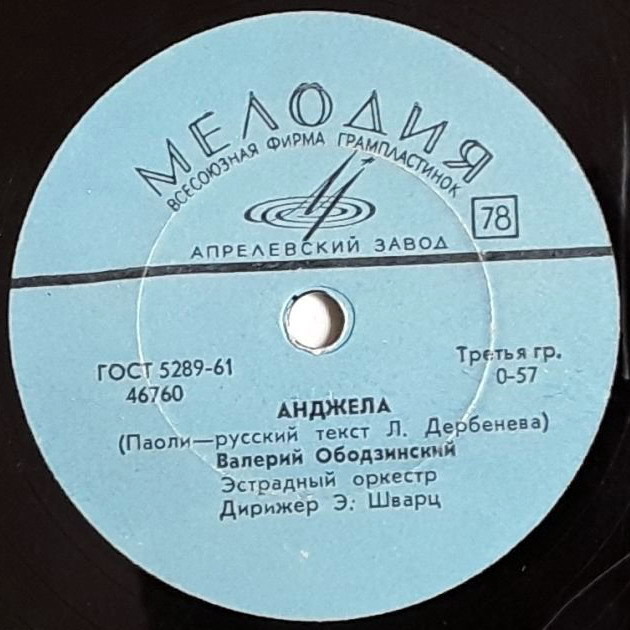 МЕЛОДИЯ
ВСЕСОЮЗНАЯ ФИРМА ГРАМПЛАСТИНОК
78
АПРЕЛЕВСКИЙ ЗАВОД
ГОСТ 5289-61
46760
Третья гр.
0-57
АНДЖЕЛА
(Паоли—русский текст Л. Дербенева)
Валерий Ободзинский
Эстрадный оркестр
Дирижер Э. Шварц